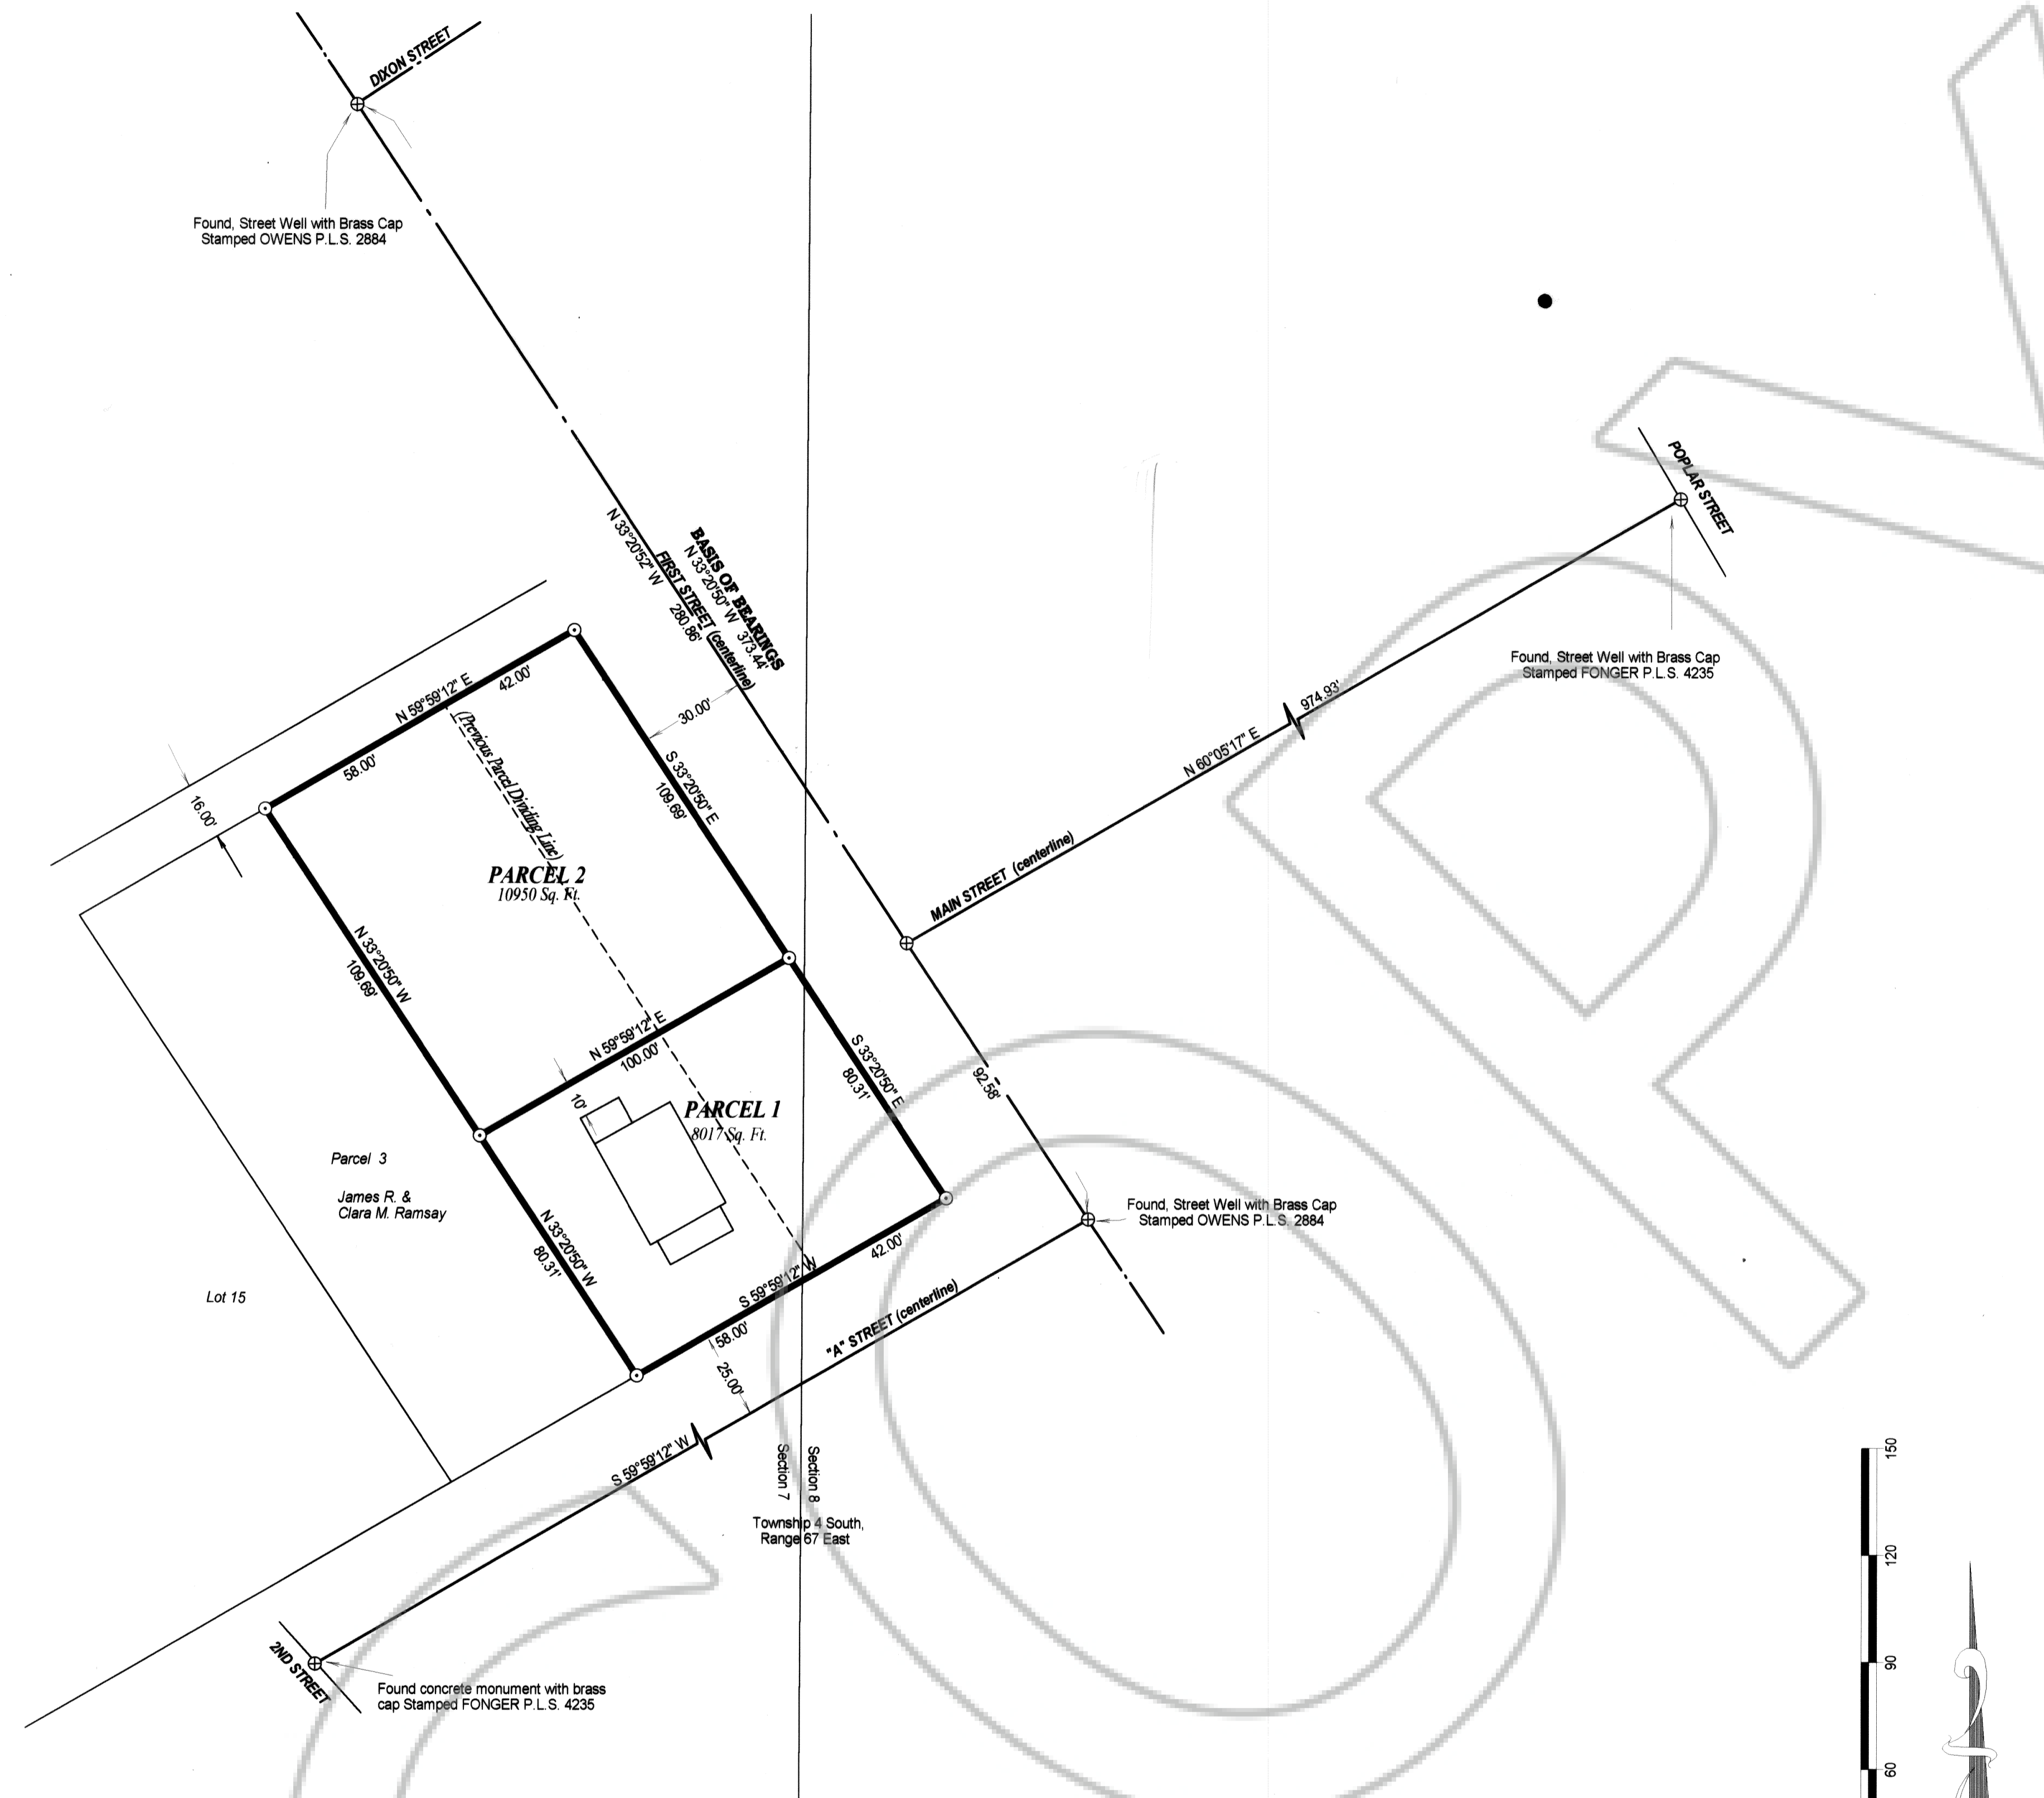 DIXON STREET
Found, Street Well with Brass Cap
Stamped OWENS P.L.S. 2884
POPLAR STREET
BASIS OF BEARINGS
N 33°20'50" W 373.44'
FIRST STREET (centerline)
N 33°20'52" W 280.86'
Found, Street Well with Brass Cap
Stamped FONGER P.L.S. 4235
N 59°59'12" E
42.00'
58.00'
30.00'
974.93'
N 60°05'17" E
(Previous Parcel Dividing Line)
S 33°20'50" E
109.69'
16.00'
MAIN STREET (centerline)
PARCEL 2
10950 Sq. Ft.
N 33°20'50" W
109.69'
N 59°59'12" E
100.00'
S 33°20'50" E
80.31'
92.58'
10'
PARCEL 1
8017 Sq. Ft.
Parcel 3
James R. &
Clara M. Ramsay
Found, Street Well with Brass Cap
Stamped OWENS P.L.S. 2884
N 33°20'50" W
80.31'
42.00'
S 59°59'12" W
58.00'
Lot 15
"A" STREET (centerline)
25.00'
S 59°59'12" W
Section 7
Section 8
Township 4 South,
Range 67 East
2ND STREET
Found concrete monument with brass
cap Stamped FONGER P.L.S. 4235
150
120
90
60
COPY